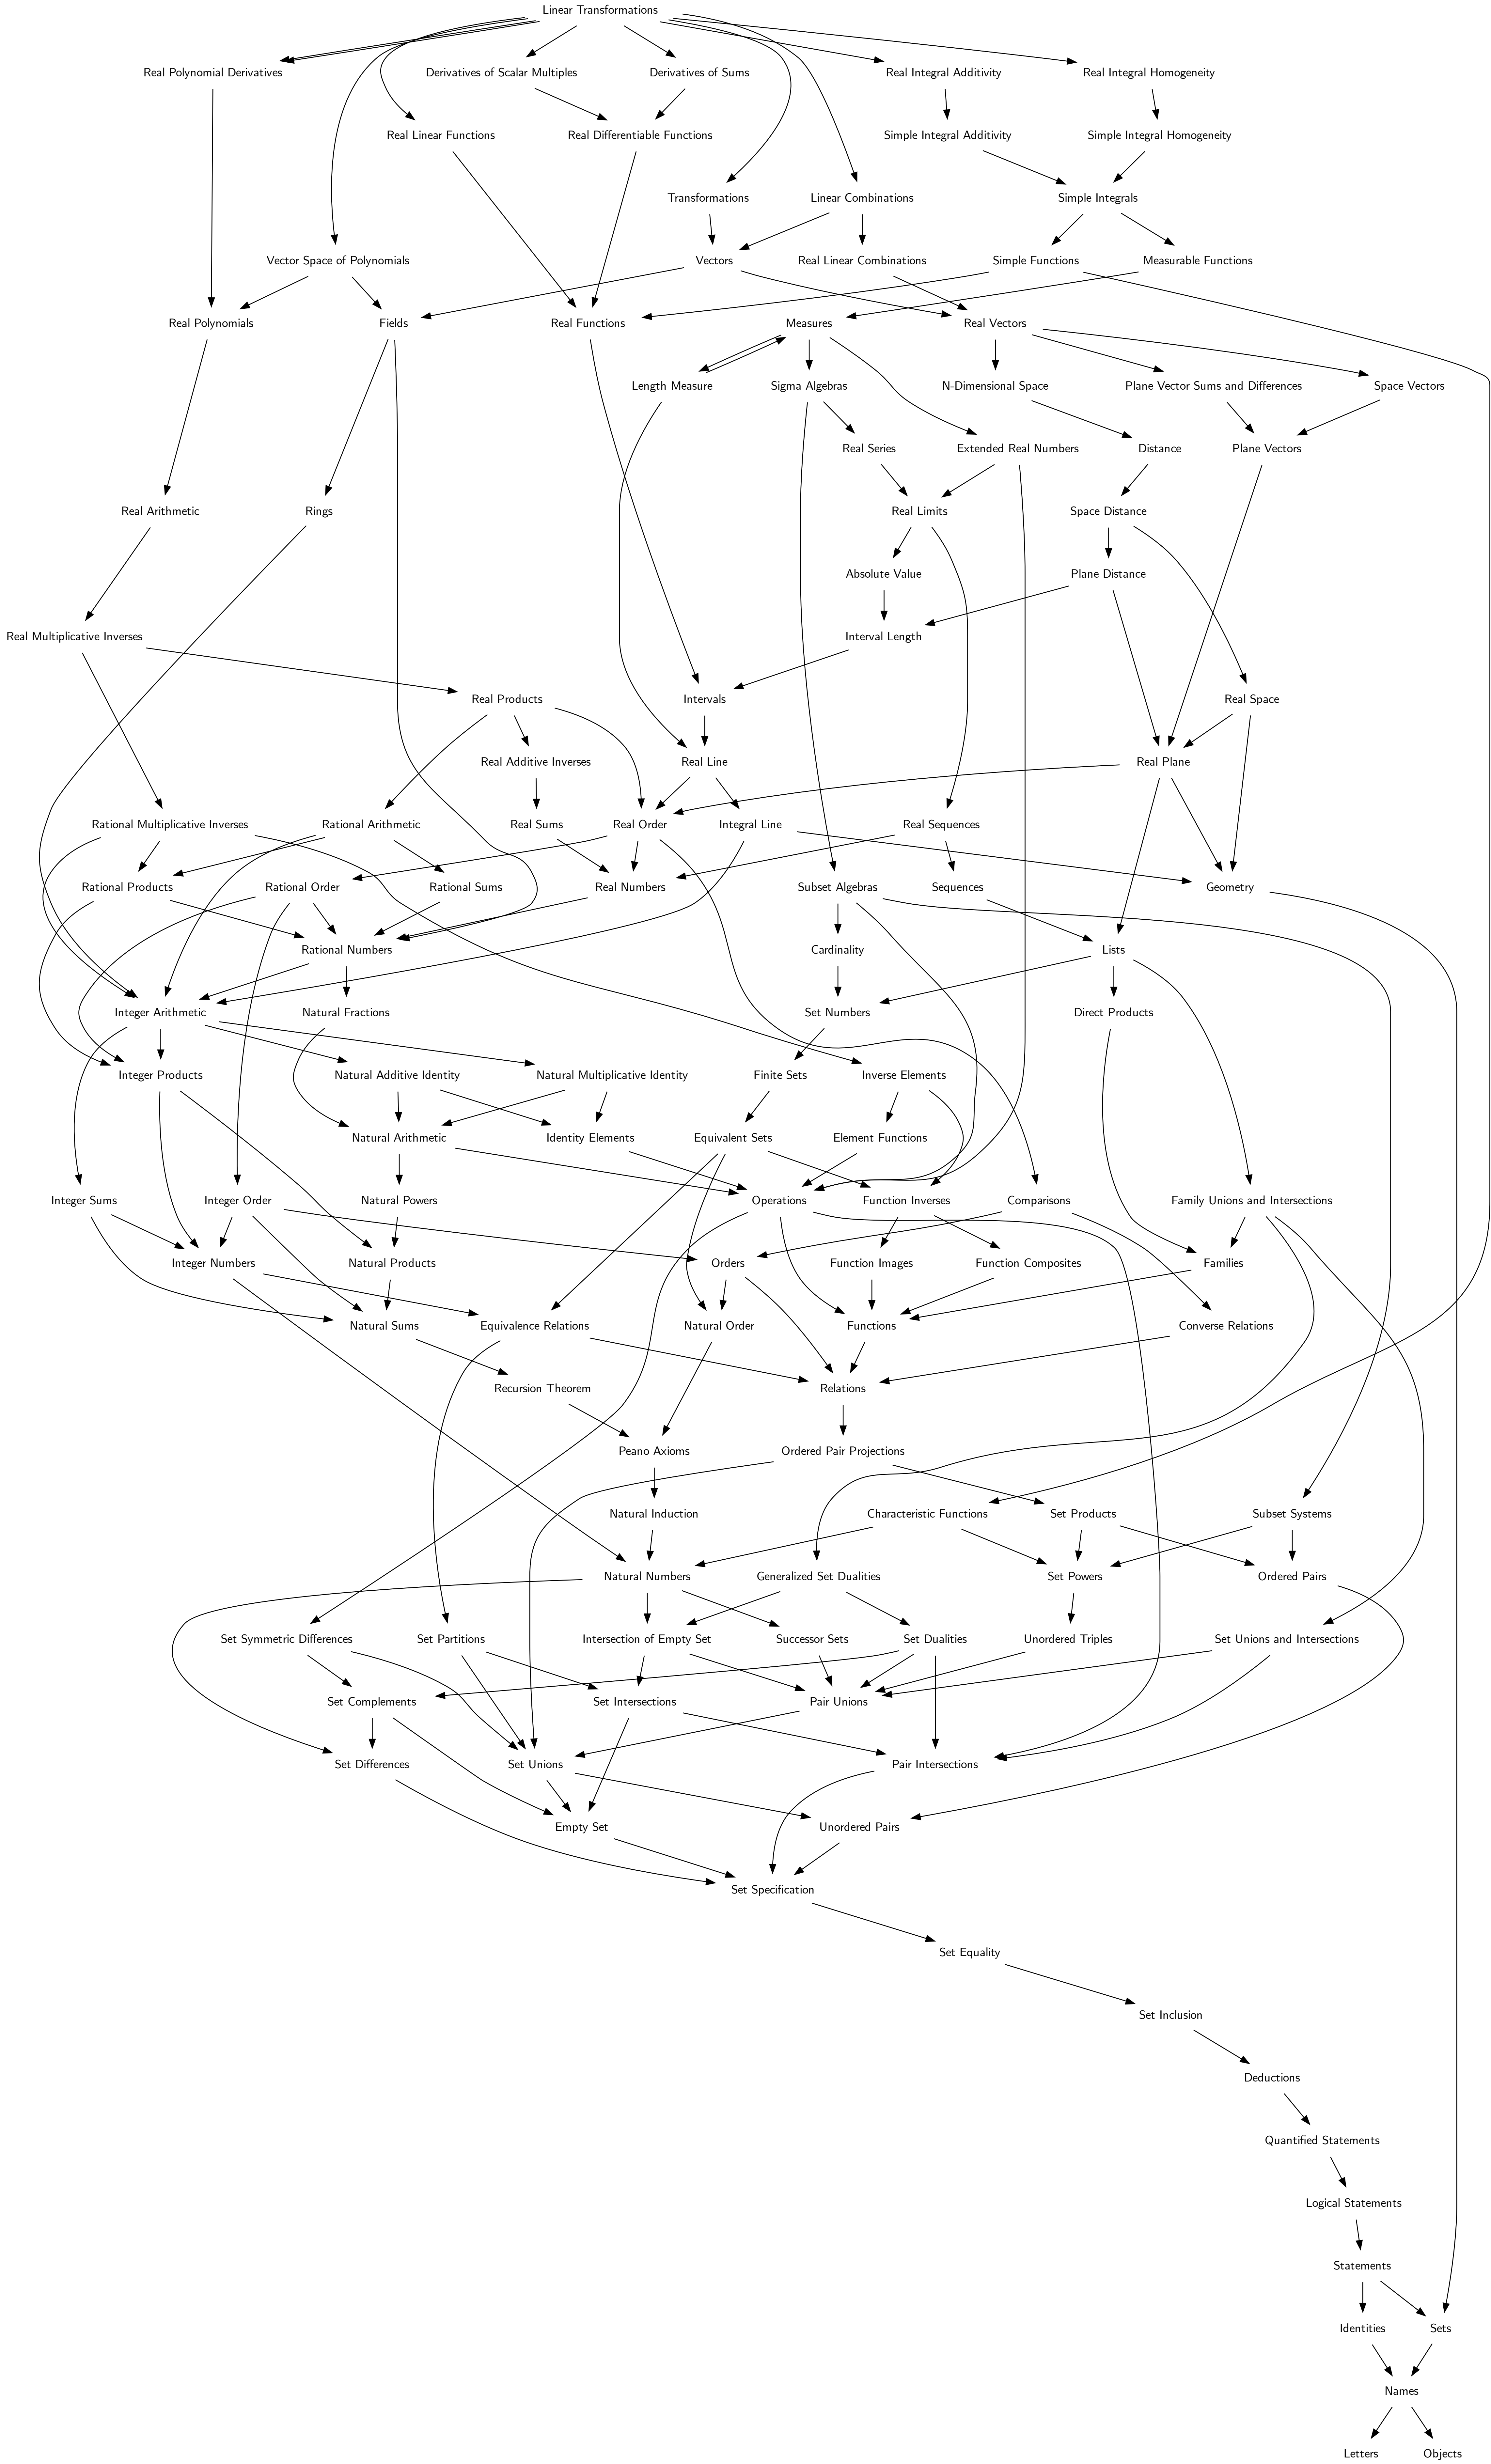 Linear Transformations
Real Polynomial Derivatives
Derivatives of Scalar Multiples
Derivatives of Sums
Real Integral Additivity
Real Integral Homogeneity
Real Linear Functions
Real Differentiable Functions
Simple Integral Additivity
Simple Integral Homogeneity
Transformations
Linear Combinations
Simple Integrals
Vector Space of Polynomials
Vectors
Real Linear Combinations
Simple Functions
Measurable Functions
Real Polynomials
Fields
Real Functions
Measures
Real Vectors
Length Measure
Sigma Algebras
N-Dimensional Space
Plane Vector Sums and Differences
Space Vectors
Real Series
Extended Real Numbers
Distance
Plane Vectors
Real Arithmetic
Rings
Real Limits
Space Distance
Absolute Value
Plane Distance
Real Multiplicative Inverses
Interval Length
Real Products
Intervals
Real Space
Real Additive Inverses
Real Line
Real Plane
Rational Multiplicative Inverses
Rational Arithmetic
Real Sums
Real Order
Integral Line
Real Sequences
Rational Products
Rational Order
Rational Sums
Real Numbers
Subset Algebras
Sequences
Geometry
Rational Numbers
Cardinality
Lists
Integer Arithmetic
Natural Fractions
Set Numbers
Direct Products
Integer Products
Natural Additive Identity
Natural Multiplicative Identity
Finite Sets
Inverse Elements
Natural Arithmetic
Identity Elements
Equivalent Sets
Element Functions
Integer Sums
Integer Order
Natural Powers
Operations
Function Inverses
Comparisons
Family Unions and Intersections
Integer Numbers
Natural Products
Orders
Function Images
Function Composites
Families
Natural Sums
Equivalence Relations
Natural Order
Functions
Converse Relations
Recursion Theorem
Relations
Peano Axioms
Ordered Pair Projections
Natural Induction
Characteristic Functions
Set Products
Subset Systems
Natural Numbers
Generalized Set Dualities
Set Powers
Ordered Pairs
Set Symmetric Differences
Set Partitions
Intersection of Empty Set
Successor Sets
Set Dualities
Unordered Triples
Set Unions and Intersections
Set Complements
Set Intersections
Pair Unions
Set Differences
Set Unions
Pair Intersections
Empty Set
Unordered Pairs
Set Specification
Set Equality
Set Inclusion
Deductions
Quantified Statements
Logical Statements
Statements
Identities
Sets
Names
Letters
Objects